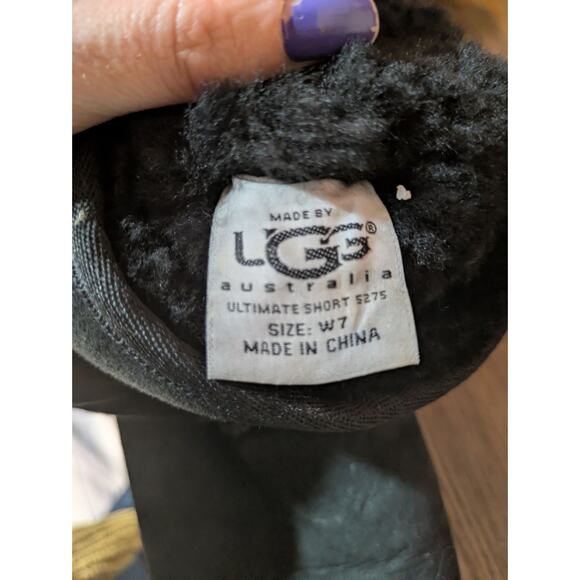 MADE BY
UGG®
australia
ULTIMATE SHORT 5275
SIZE: W7
MADE IN CHINA